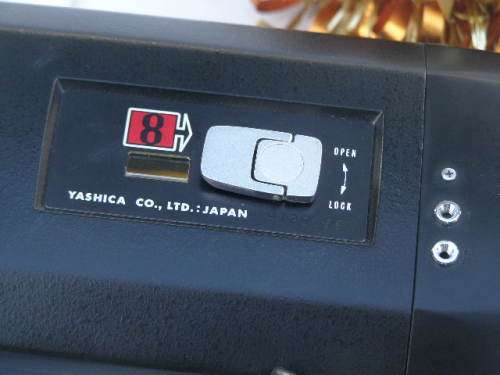 8
OPEN
LOCK
YASHICA CO., LTD.: JAPAN